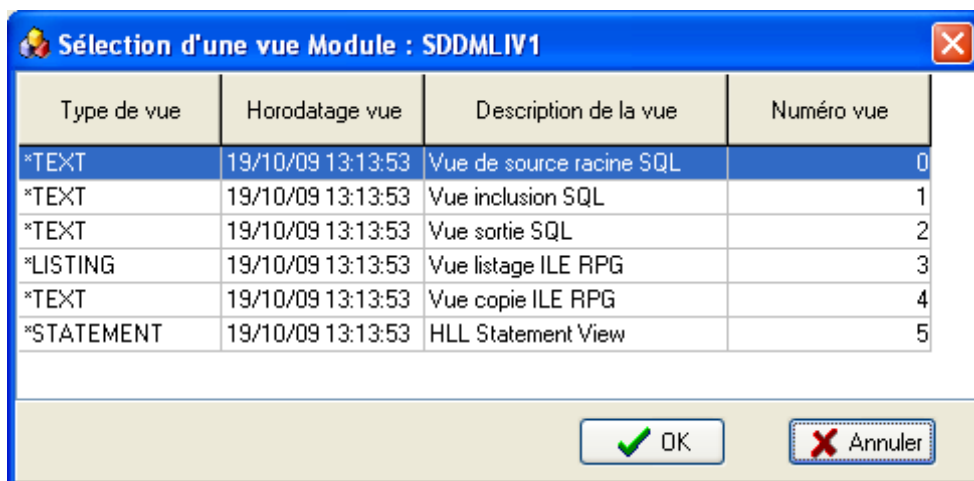 Sélection d'une vue Module : SDDMLIV1
Type de vue Horodatage vue Description de la vue Numéro vue
*TEXT 19/10/09 13:13:53 Vue de source racine SQL 0
*TEXT 19/10/09 13:13:53 Vue inclusion SQL 1
*TEXT 19/10/09 13:13:53 Vue sortie SQL 2
*LISTING 19/10/09 13:13:53 Vue listage ILE RPG 3
*TEXT 19/10/09 13:13:53 Vue copie ILE RPG 4
*STATEMENT 19/10/09 13:13:53 HLL Statement View 5
OK Annuler